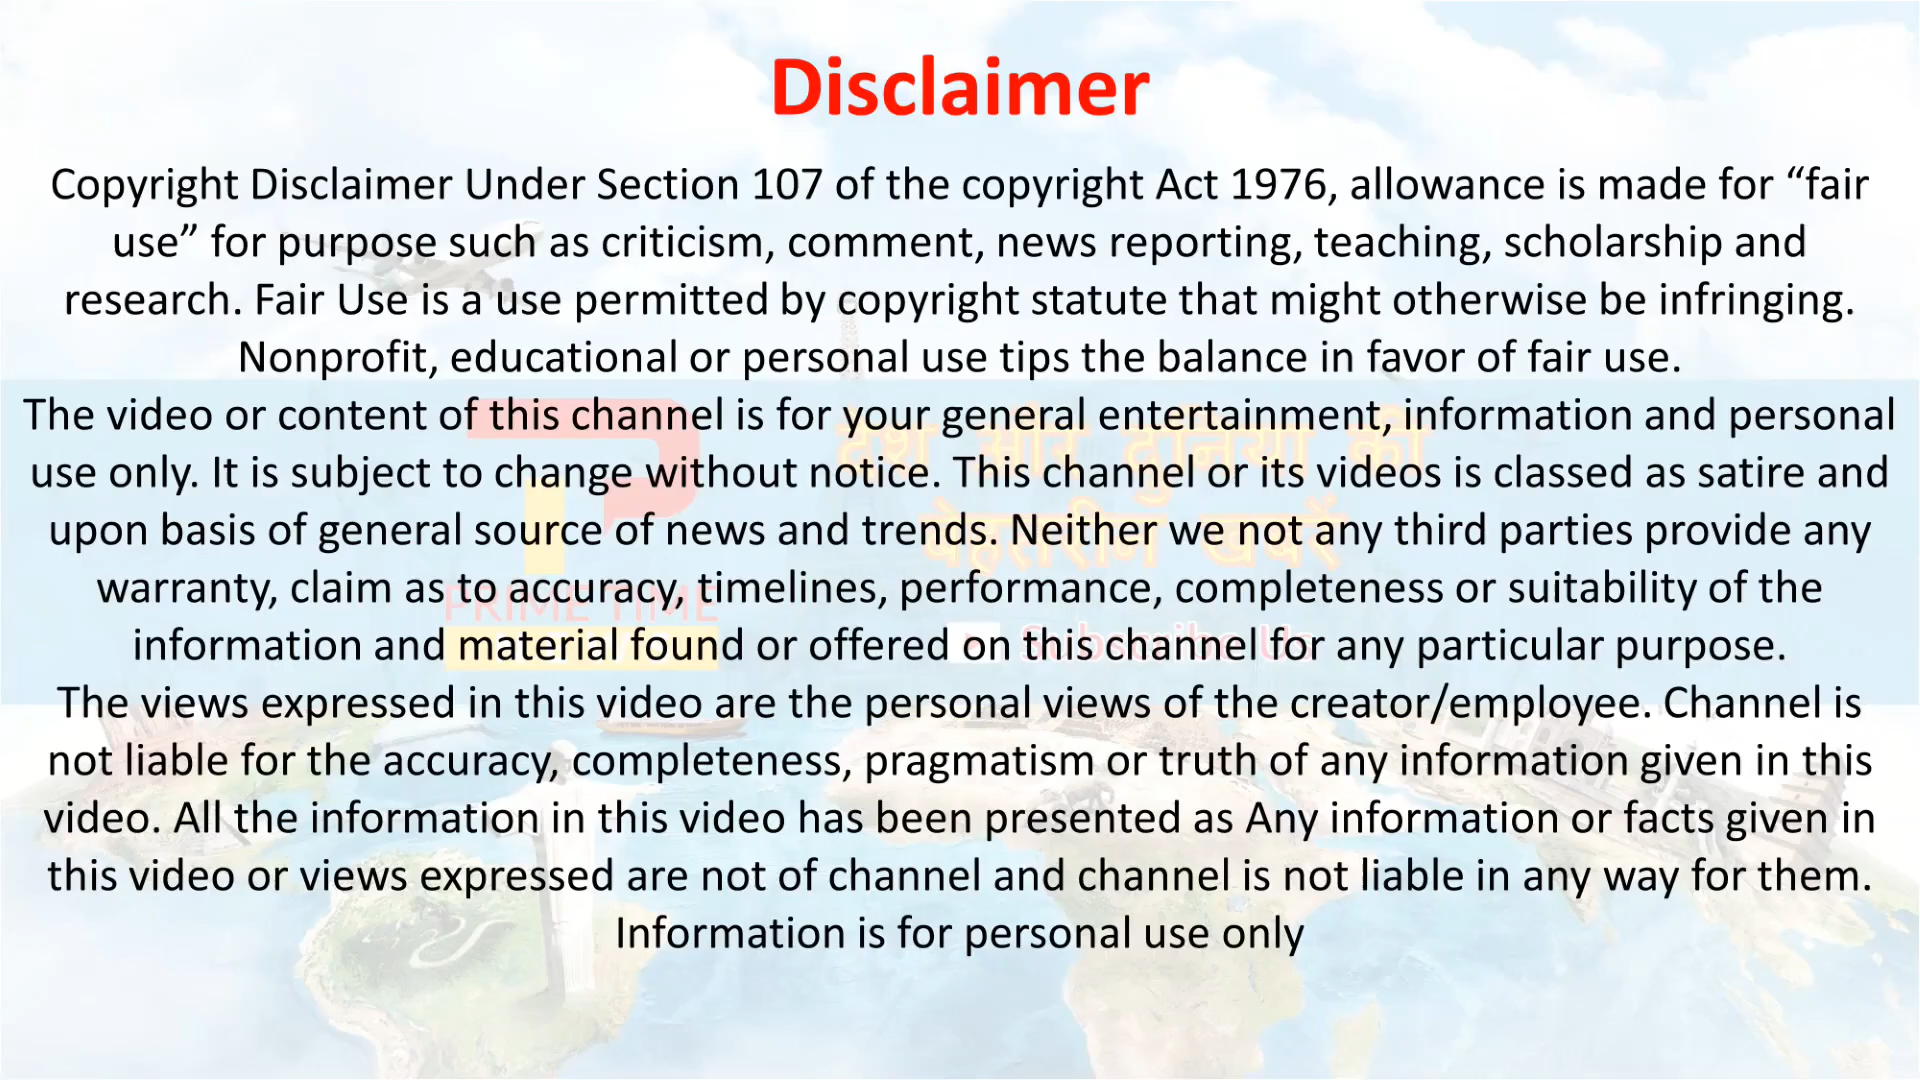 Disclaimer
Copyright Disclaimer Under Section 107 of the copyright Act 1976, allowance is made for “fair
use” for purpose such as criticism, comment, news reporting, teaching, scholarship and
research. Fair Use is a use permitted by copyright statute that might otherwise be infringing.
Nonprofit, educational or personal use tips the balance in favor of fair use.
The video or content of this channel is for your general entertainment, information and personal
use only. It is subject to change without notice. This channel or its videos is classed as satire and
upon basis of general source of news and trends. Neither we not any third parties provide any
warranty, claim as to accuracy, timelines, performance, completeness or suitability of the
information and material found or offered on this channel for any particular purpose.
The views expressed in this video are the personal views of the creator/employee. Channel is
not liable for the accuracy, completeness, pragmatism or truth of any information given in this
video. All the information in this video has been presented as Any information or facts given in
this video or views expressed are not of channel and channel is not liable in any way for them.
Information is for personal use only
देश और दुनिया की
बेहतरीन खबरें
PRIME TIME
Subscribe Us